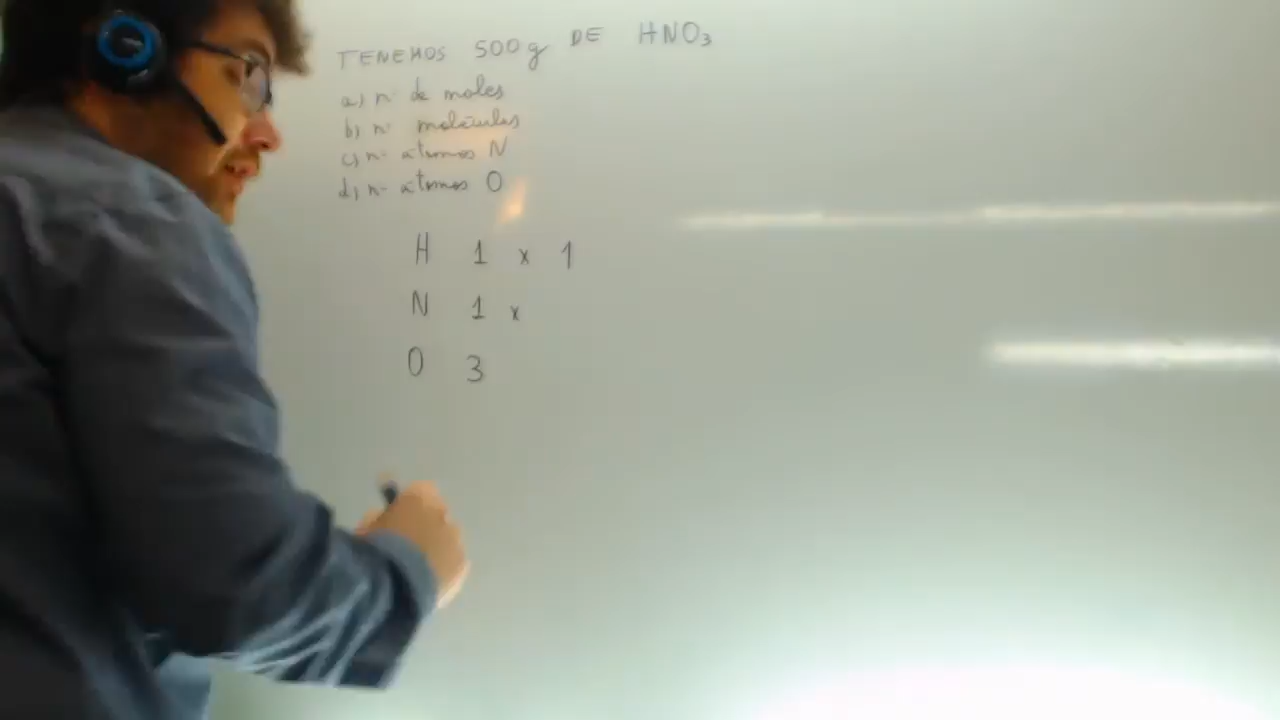 TENEMOS 500g DE HNO₃
a) nº de moles
b) nº moléculas
c) nº átomos N
d) nº átomos O
H 1 x 1
N 1 x
O 3